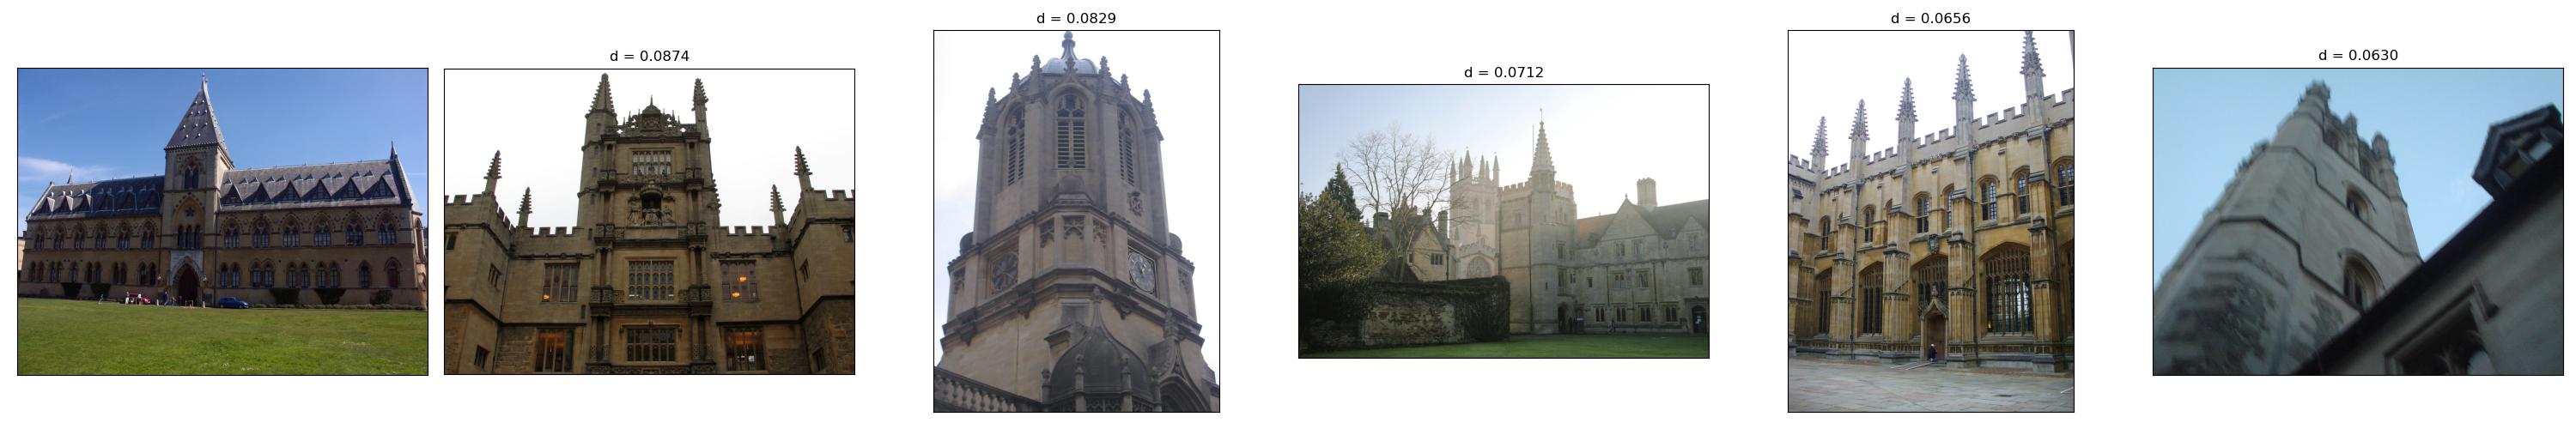 d = 0.0874
d = 0.0829
d = 0.0712
d = 0.0656
d = 0.0630